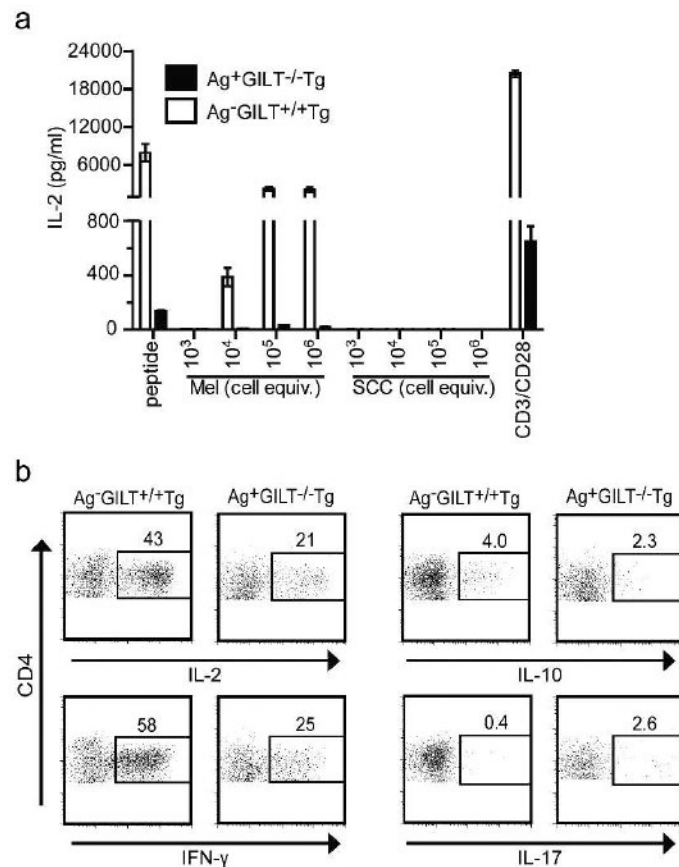 a
24000
18000
12000
6000
800
400
0
IL-2 (pg/ml)
Ag⁺GILT⁻/⁻Tg
Ag⁻GILT⁺/⁺Tg
peptide
10³
10⁴
10⁵
10⁶
Mel (cell equiv.)
10³
10⁴
10⁵
10⁶
SCC (cell equiv.)
CD3/CD28
b
Ag⁻GILT⁺/⁺Tg Ag⁺GILT⁻/⁻Tg Ag⁻GILT⁺/⁺Tg Ag⁺GILT⁻/⁻Tg
43 21 4.0 2.3
CD4
IL-2 IL-10
58 25 0.4 2.6
IFN-γ IL-17